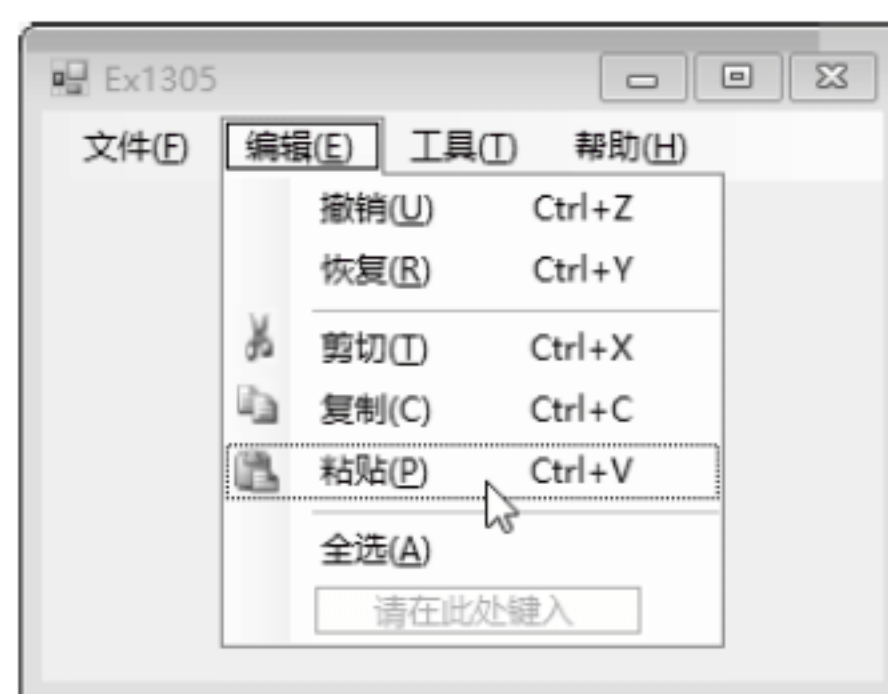 Ex1305
文件(F) 编辑(E) 工具(T) 帮助(H)
撤销(U) Ctrl+Z
恢复(R) Ctrl+Y
剪切(T) Ctrl+X
复制(C) Ctrl+C
粘贴(P) Ctrl+V
全选(A)
请在此处键入